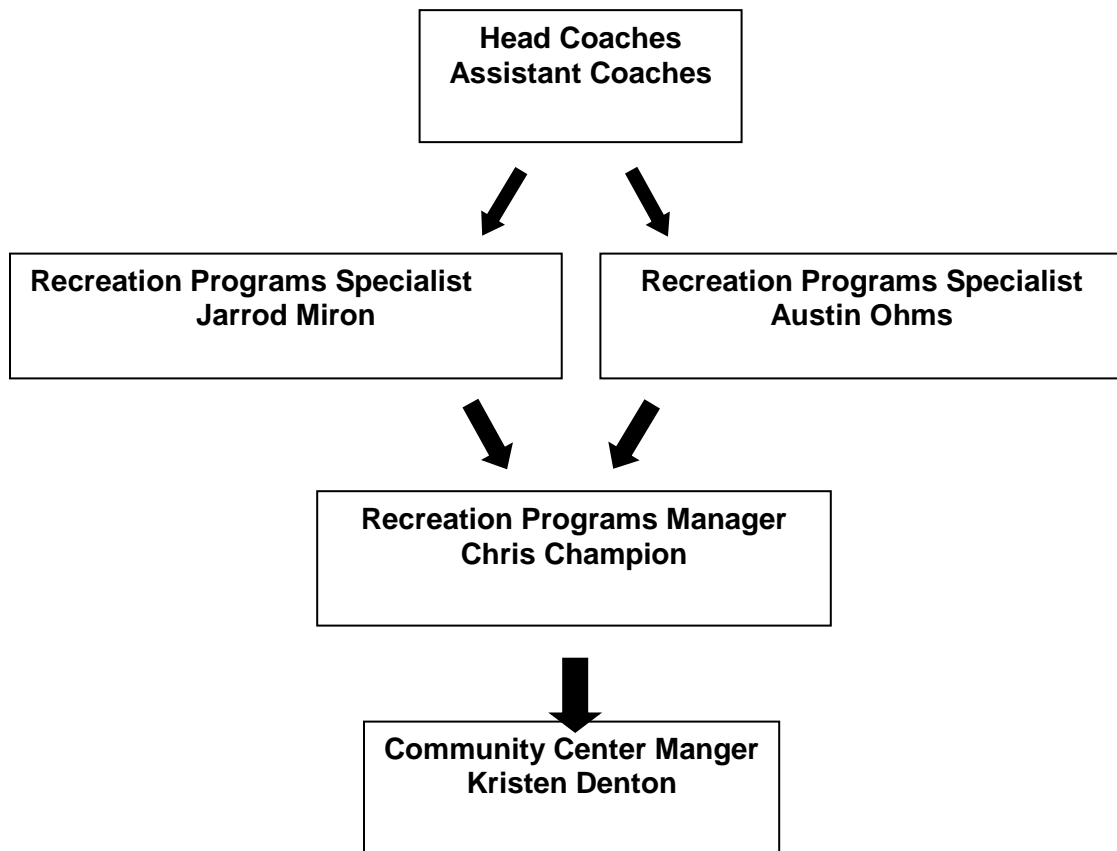 Head Coaches
Assistant Coaches
Recreation Programs Specialist
Jarrod Miron
Recreation Programs Specialist
Austin Ohms
Recreation Programs Manager
Chris Champion
Community Center Manger
Kristen Denton